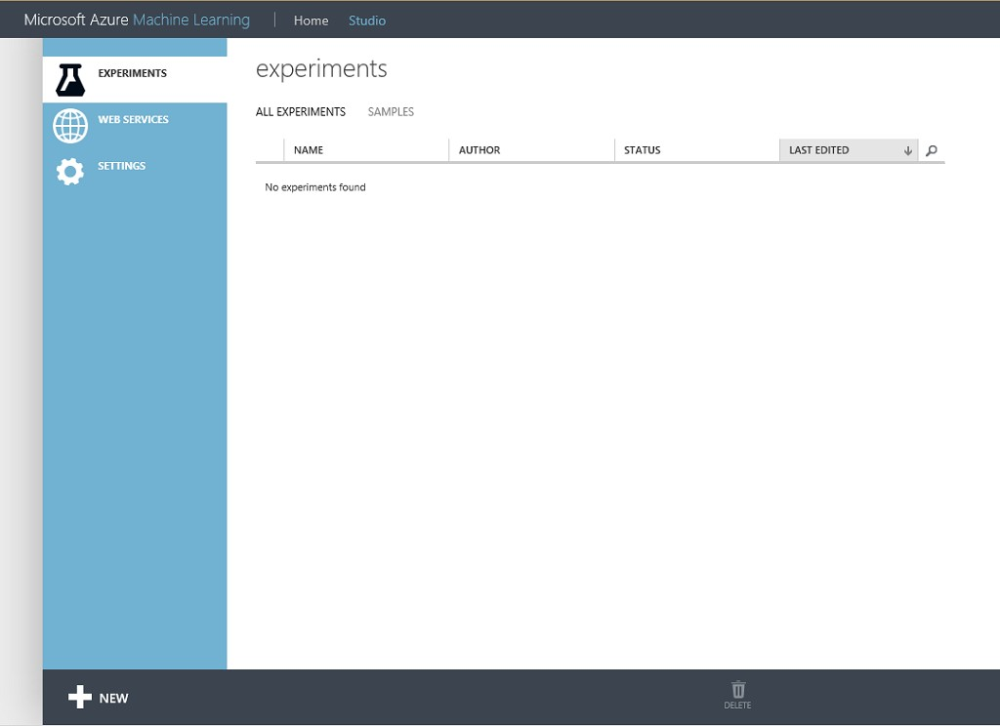 Microsoft Azure Machine Learning | Home Studio
EXPERIMENTS
WEB SERVICES
SETTINGS
experiments
ALL EXPERIMENTS SAMPLES
NAME AUTHOR STATUS LAST EDITED
No experiments found
NEW
DELETE